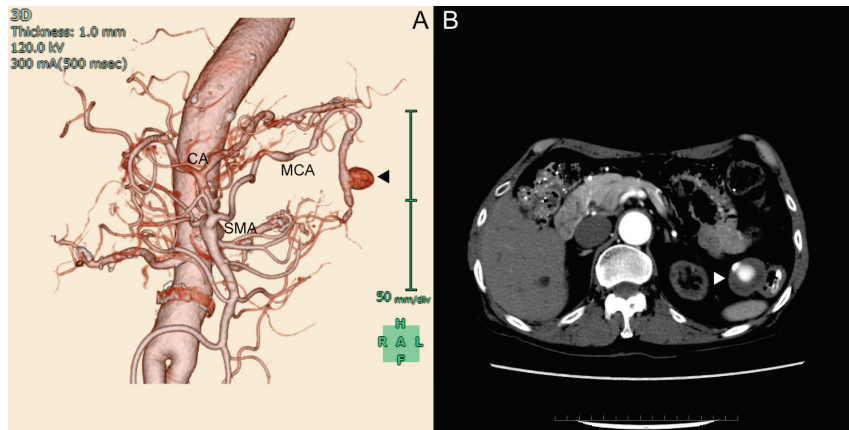 3D
Thickness: 1.0 mm
120.0 kV
300 mA(500 msec)
A
B
CA
MCA
SMA
50 mm/div
H
R A L
F